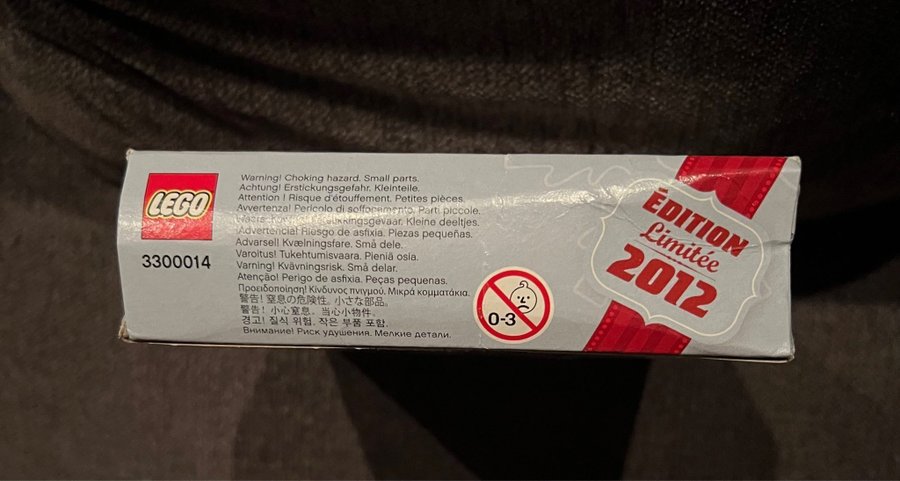 LEGO
3300014
Warning! Choking hazard. Small parts.
Achtung! Erstickungsgefahr. Kleinteile.
Attention ! Risque d'étouffement. Petites pièces.
Avvertenza! Pericolo di soffocamento. Parti piccole.
Kleine deeltjes.
Advertencia! Riesgo de asfixia. Piezas pequeñas.
Advarsel! Kvælningsfare. Små dele.
Varoitus! Tukehtumisvaara. Pieniä osia.
Varning! Kvävningsrisk. Små delar.
Atenção! Perigo de asfixia. Peças pequenas.
Προειδοποίηση! Κίνδυνος πνιγμού. Μικρά κομματάκια.
警告! 窒息の危険性。小さな部品。
警告! 小心窒息。当心小物件。
경고! 질식 위험. 작은 부품 포함.
Внимание! Риск удушения. Мелкие детали.
0-3
ÉDITION
Limitée
2012